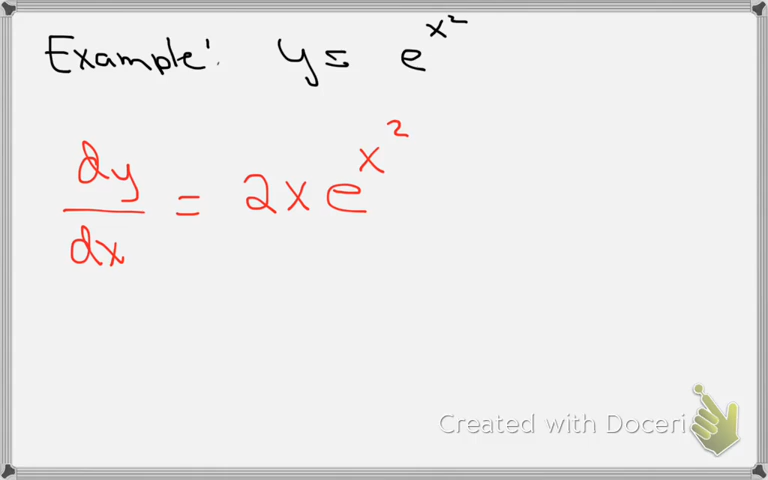 Example: y = e^{x^2}
dy/dx = 2x e^{x^2}
Created with Doceri